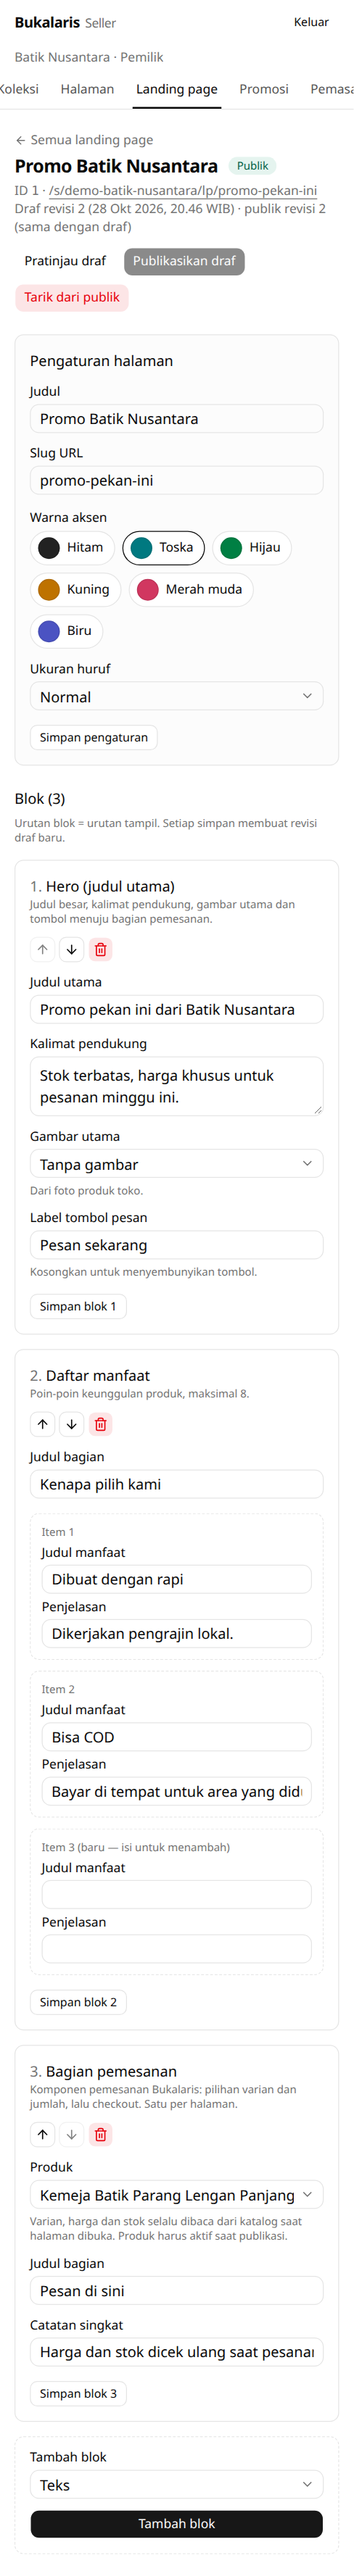 Bukalaris Seller
Keluar
Batik Nusantara · Pemilik
Koleksi Halaman Landing page Promosi Pemasa
← Semua landing page
Promo Batik Nusantara Publik
ID 1 · /s/demo-batik-nusantara/lp/promo-pekan-ini
Draf revisi 2 (28 Okt 2026, 20.46 WIB) · publik revisi 2
(sama dengan draf)
Pratinjau draf Publikasikan draf
Tarik dari publik
Pengaturan halaman
Judul
Promo Batik Nusantara
Slug URL
promo-pekan-ini
Warna aksen
Hitam Toska Hijau
Kuning Merah muda
Biru
Ukuran huruf
Normal
Simpan pengaturan
Blok (3)
Urutan blok = urutan tampil. Setiap simpan membuat revisi
draf baru.
1. Hero (judul utama)
Judul besar, kalimat pendukung, gambar utama dan
tombol menuju bagian pemesanan.
Judul utama
Promo pekan ini dari Batik Nusantara
Kalimat pendukung
Stok terbatas, harga khusus untuk
pesanan minggu ini.
Gambar utama
Tanpa gambar
Dari foto produk toko.
Label tombol pesan
Pesan sekarang
Kosongkan untuk menyembunyikan tombol.
Simpan blok 1
2. Daftar manfaat
Poin-poin keunggulan produk, maksimal 8.
Judul bagian
Kenapa pilih kami
Item 1
Judul manfaat
Dibuat dengan rapi
Penjelasan
Dikerjakan pengrajin lokal.
Item 2
Judul manfaat
Bisa COD
Penjelasan
Bayar di tempat untuk area yang did
Item 3 (baru — isi untuk menambah)
Judul manfaat
Penjelasan
Simpan blok 2
3. Bagian pemesanan
Komponen pemesanan Bukalaris: pilihan varian dan
jumlah, lalu checkout. Satu per halaman.
Produk
Kemeja Batik Parang Lengan Panjang
Varian, harga dan stok selalu dibaca dari katalog saat
halaman dibuka. Produk harus aktif saat publikasi.
Judul bagian
Pesan di sini
Catatan singkat
Harga dan stok dicek ulang saat pesanan
Simpan blok 3
Tambah blok
Teks
Tambah blok